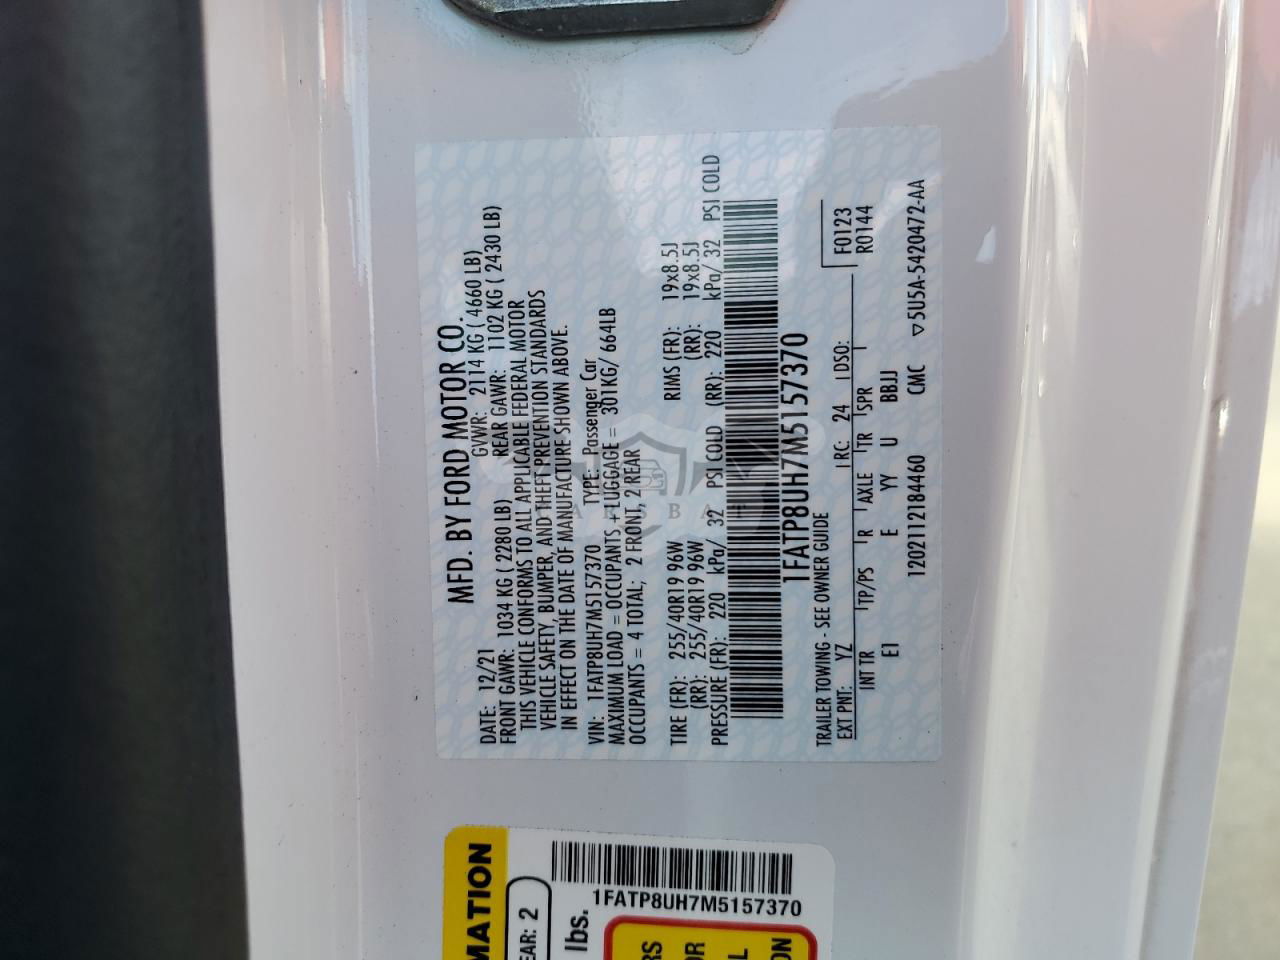 MFD. BY FORD MOTOR CO.
DATE: 12/21 GVWR: 2114 KG ( 4660 LB)
FRONT GAWR: 1034 KG ( 2280 LB) REAR GAWR: 1102 KG ( 2430 LB)
THIS VEHICLE CONFORMS TO ALL APPLICABLE FEDERAL MOTOR
VEHICLE SAFETY, BUMPER, AND THEFT PREVENTION STANDARDS
IN EFFECT ON THE DATE OF MANUFACTURE SHOWN ABOVE.
VIN: 1FATP8UH7M5157370 TYPE: Passenger Car
MAXIMUM LOAD = OCCUPANTS + LUGGAGE = 301KG/ 664LB
OCCUPANTS = 4 TOTAL; 2 FRONT, 2 REAR
TIRE (FR): 255/40R19 96W RIMS (FR): 19x8.5J
(RR): 255/40R19 96W (RR): 19x8.5J
PRESSURE (FR): 220 kPa/ 32 PSI COLD (RR): 220 kPa/ 32 PSI COLD
1FATP8UH7M5157370
TRAILER TOWING - SEE OWNER GUIDE
F0123
EXT PNT: YZ RC: 24 DSO: R0144
INT TR TP/PS R AXLE TR SPR
E1 E YY U BBJJ
1202112184460 CMC 5U5A-5420472-AA
MATION
EAR: 2
lbs.
1FATP8UH7M5157370